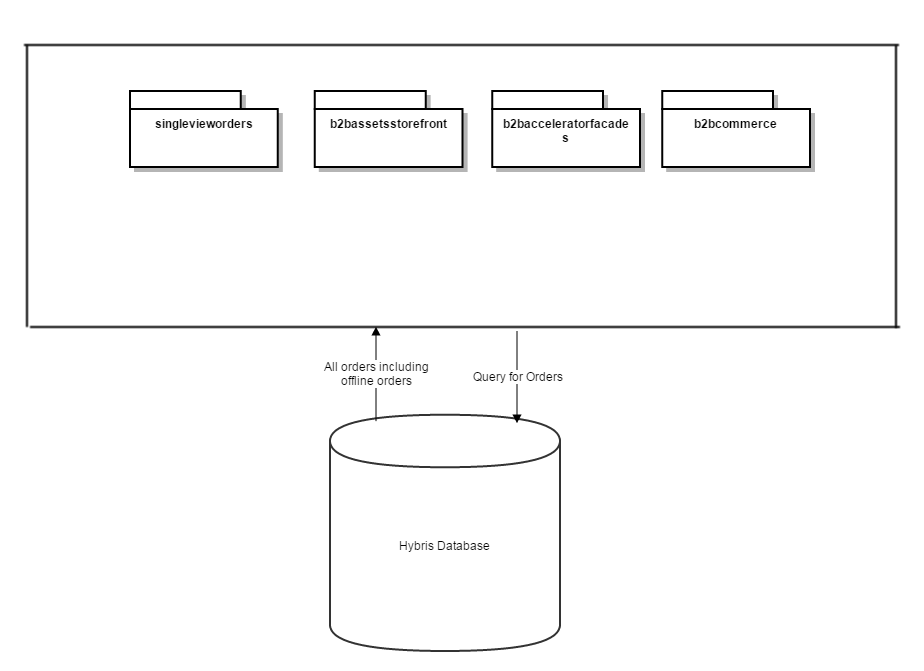 singlevieworders
b2bassetsstorefront
b2bacceleratorfacade
s
b2bcommerce
All orders including
offline orders
Query for Orders
Hybris Database